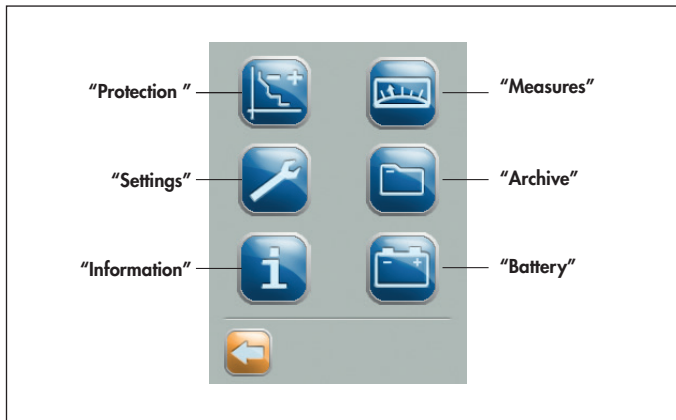 “Protection ”
“Measures”
“Settings”
“Archive”
“Information”
“Battery”